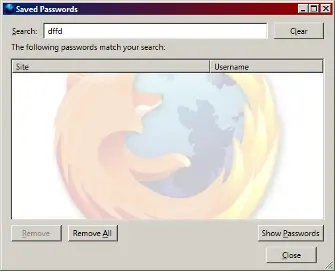 Saved Passwords
Search: dffd Clear
The following passwords match your search:
Site Username
Remove Remove All Show Passwords
Close